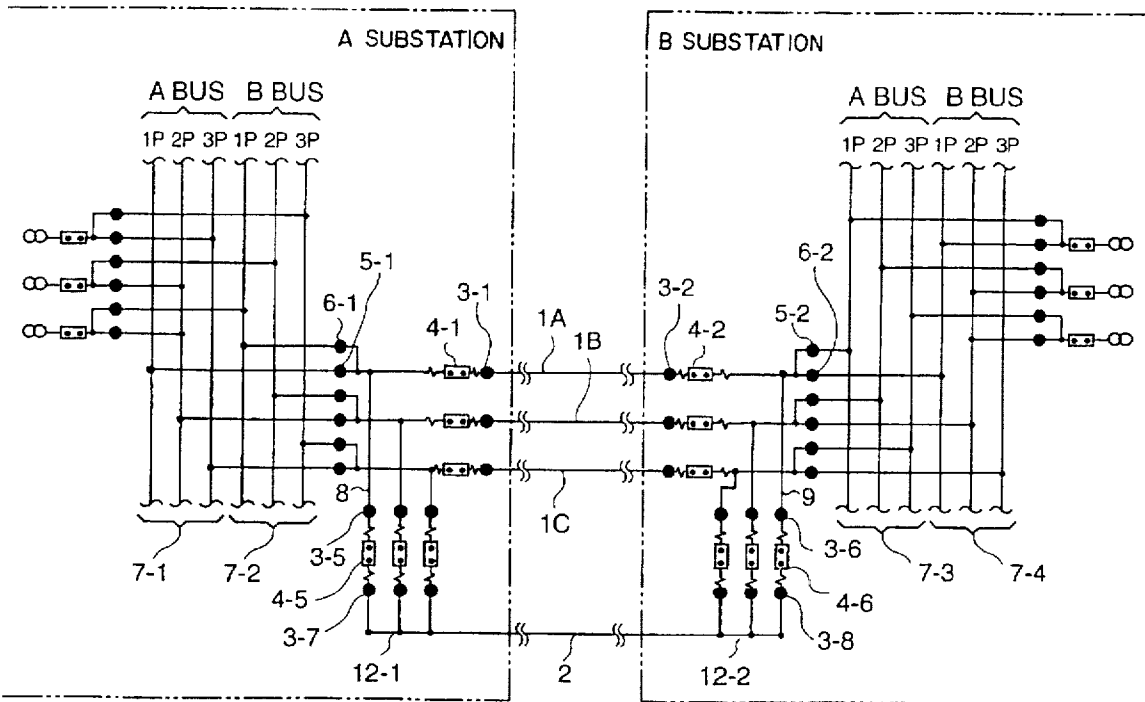 A SUBSTATION
B SUBSTATION
A BUS B BUS
1P 2P 3P 1P 2P 3P
A BUS B BUS
1P 2P 3P 1P 2P 3P
5-1
6-1
4-1
3-1
1A
1B
3-2
4-2
5-2
6-2
8
1C
9
7-1
7-2
3-5
4-5
3-7
12-1
2
12-2
3-6
4-6
3-8
7-3
7-4